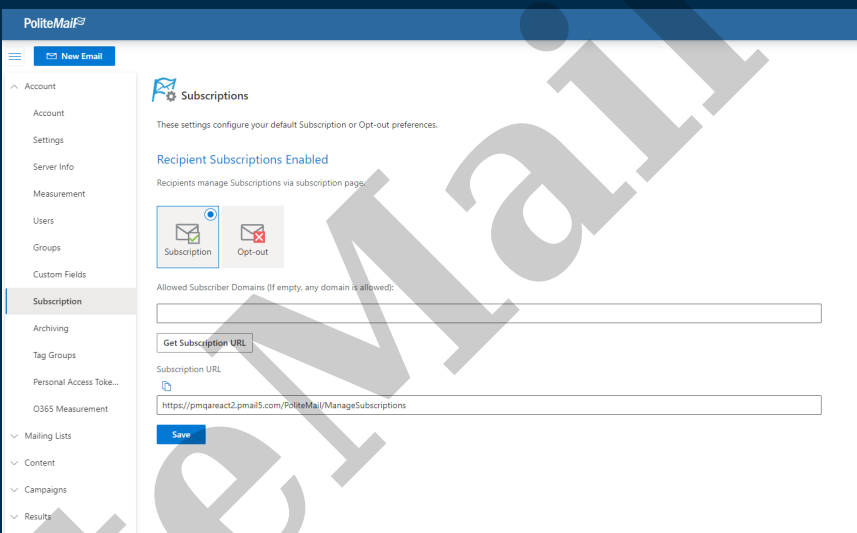 PoliteMail
New Email
Account
Account
Settings
Server Info
Measurement
Users
Groups
Custom Fields
Subscription
Archiving
Tag Groups
Personal Access Toke...
O365 Measurement
Mailing Lists
Content
Campaigns
Results
Subscriptions
These settings configure your default Subscription or Opt-out preferences.
Recipient Subscriptions Enabled
Recipients manage Subscriptions via subscription page.
Subscription
Opt-out
Allowed Subscriber Domains (If empty, any domain is allowed):
Get Subscription URL
Subscription URL
https://pmqareact2.pmail5.com/PoliteMail/ManageSubscriptions
Save
teMail